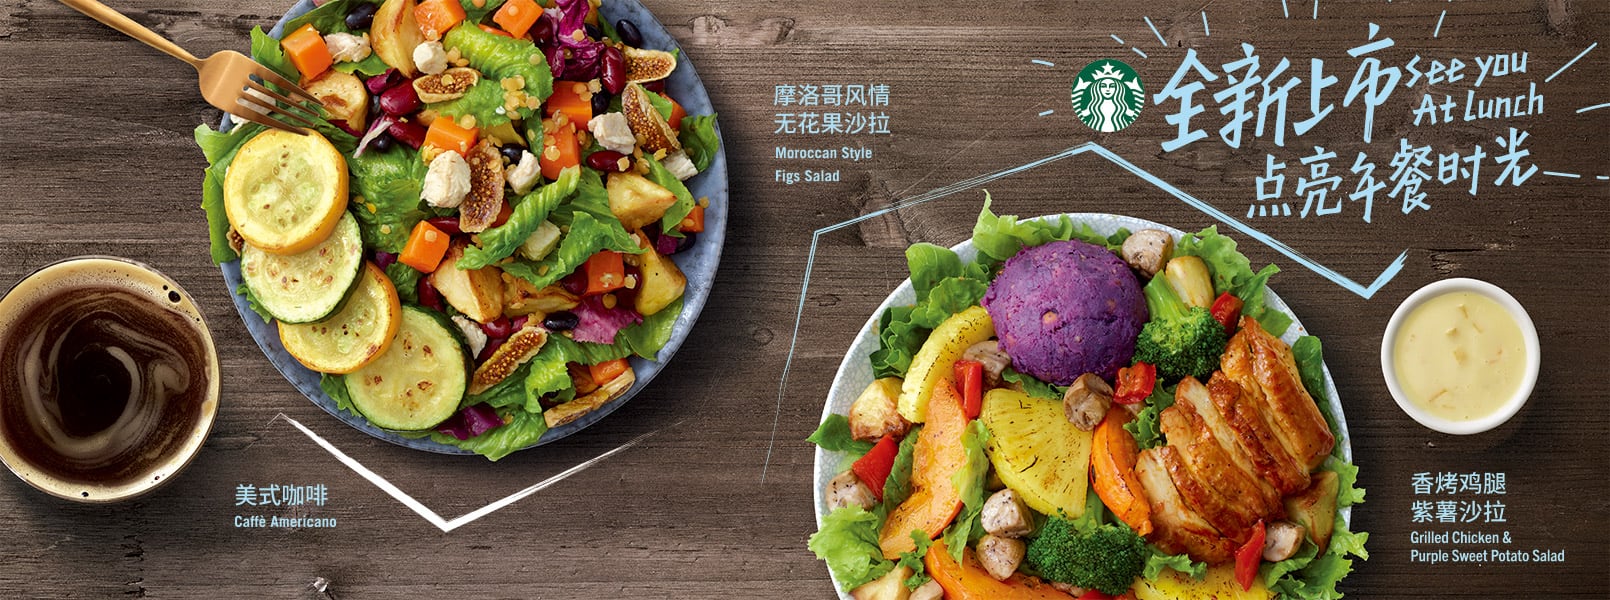 摩洛哥风情
无花果沙拉
Moroccan Style
Figs Salad
全新上市
See you
At Lunch
点亮午餐时光
美式咖啡
Caffè Americano
香烤鸡腿
紫薯沙拉
Grilled Chicken &
Purple Sweet Potato Salad